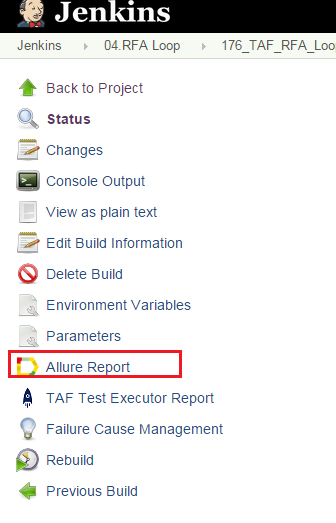 Jenkins
Jenkins 04.RFA Loop 176_TAF_RFA_Loo
Back to Project
Status
Changes
Console Output
View as plain text
Edit Build Information
Delete Build
Environment Variables
Parameters
Allure Report
TAF Test Executor Report
Failure Cause Management
Rebuild
Previous Build